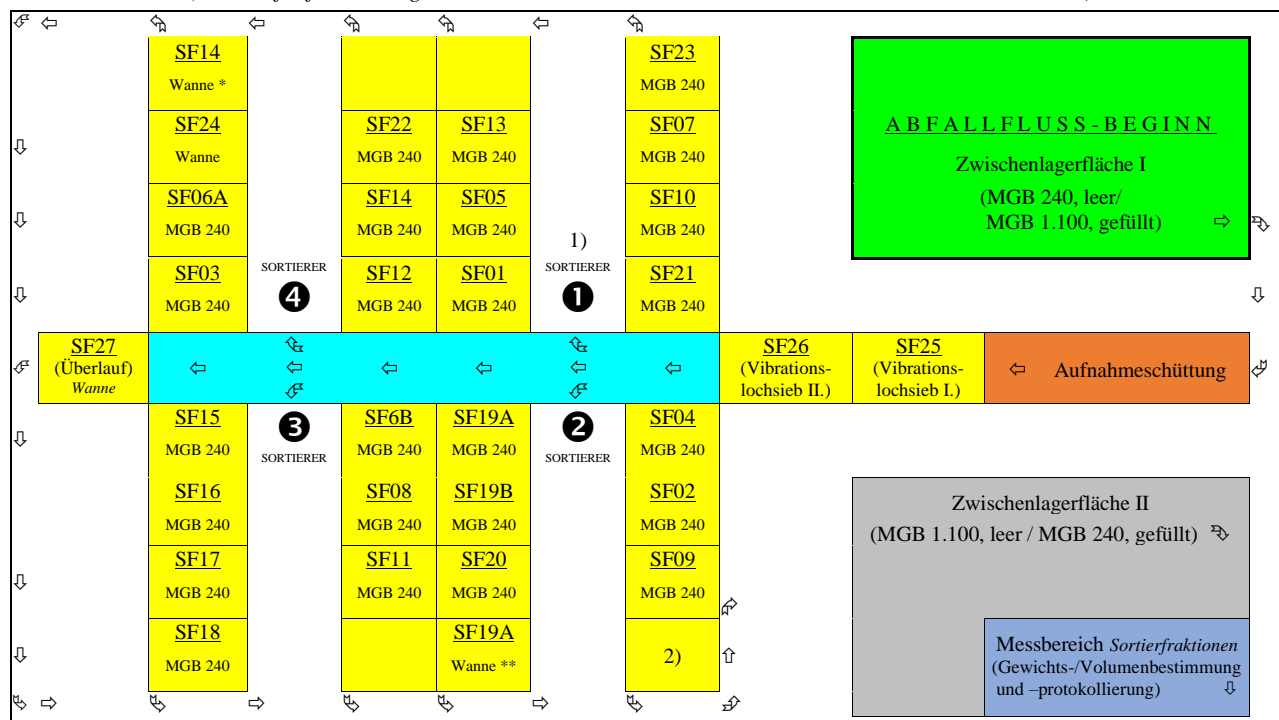 SF14
Wanne *
SF23
MGB 240
SF24
Wanne
SF22
MGB 240
SF13
MGB 240
SF07
MGB 240
ABFALLFLUSS-BEGINN
Zwischenlagerfläche I
(MGB 240, leer/
MGB 1.100, gefüllt)
SF06A
MGB 240
SF14
MGB 240
SF05
MGB 240
1)
SF10
MGB 240
SF03
MGB 240
SORTIERER
4
SF12
MGB 240
SF01
MGB 240
SORTIERER
1
SF21
MGB 240
SF27
(Überlauf)
Wanne
SF26
(Vibrations-
lochsieb II.)
SF25
(Vibrations-
lochsieb I.)
Aufnahmeschüttung
SF15
MGB 240
3
SORTIERER
SF6B
MGB 240
SF19A
MGB 240
2
SORTIERER
SF04
MGB 240
SF16
MGB 240
SF08
MGB 240
SF19B
MGB 240
SF02
MGB 240
Zwischenlagerfläche II
(MGB 1.100, leer / MGB 240, gefüllt)
SF17
MGB 240
SF11
MGB 240
SF20
MGB 240
SF09
MGB 240
SF18
MGB 240
SF19A
Wanne **
2)
Messbereich Sortierfraktionen
(Gewichts-/Volumenbestimmung
und –protokollierung)